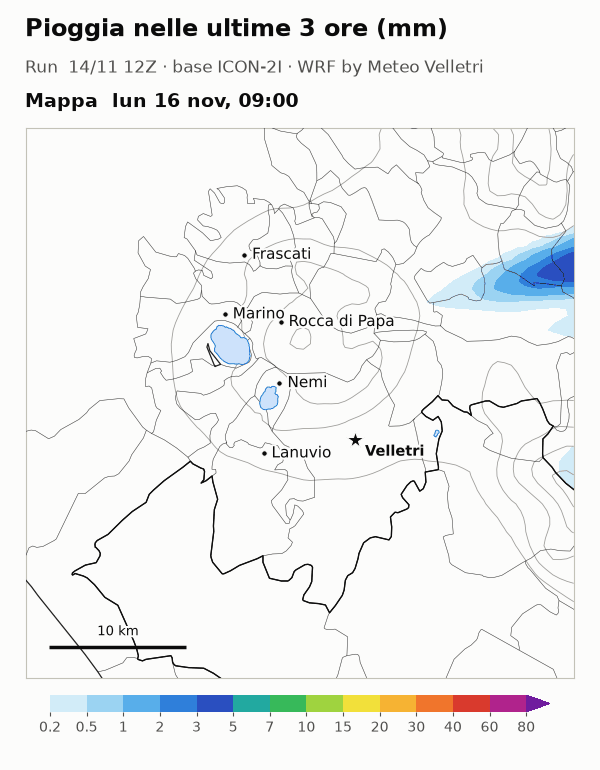 Pioggia nelle ultime 3 ore (mm)
Run  14/11 12Z · base ICON-2I · WRF by Meteo Velletri
Mappa  lun 16 nov, 09:00
Frascati
Marino
Rocca di Papa
Nemi
Velletri
Lanuvio
10 km
0.2 0.5 1 2 3 5 7 10 15 20 30 40 60 80